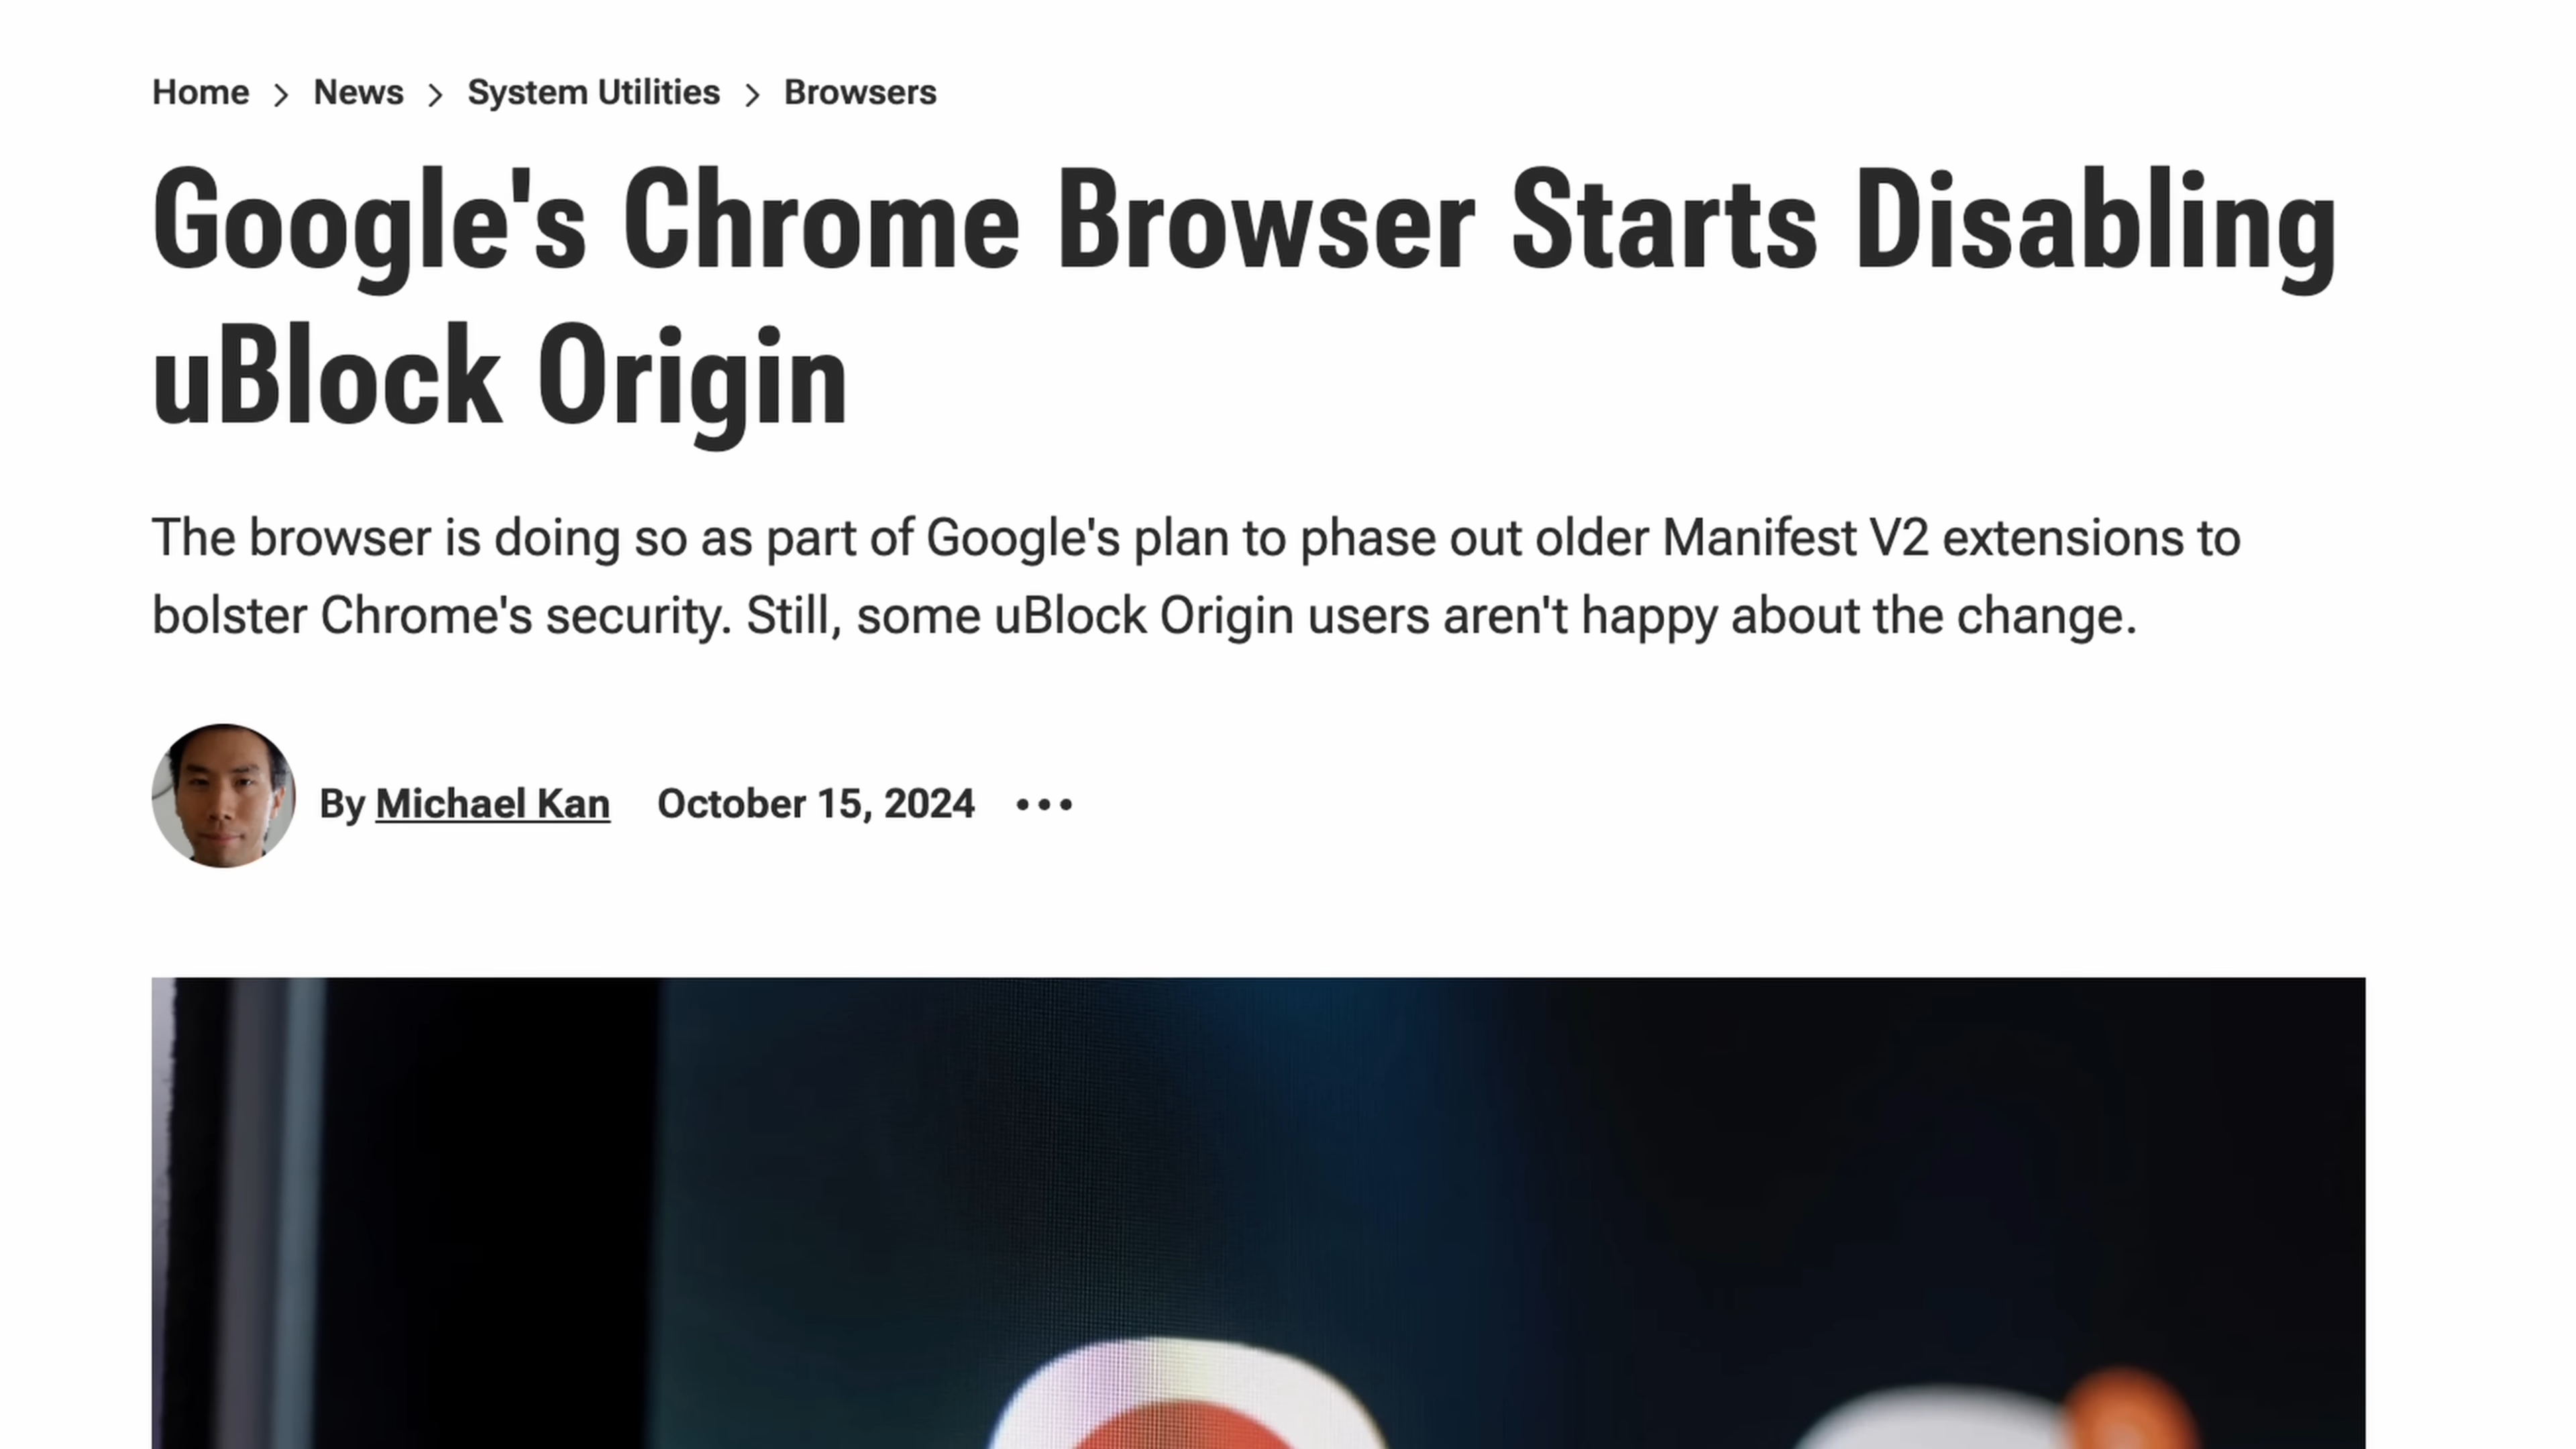 Home > News > System Utilities > Browsers
Google's Chrome Browser Starts Disabling
uBlock Origin
The browser is doing so as part of Google's plan to phase out older Manifest V2 extensions to
bolster Chrome's security. Still, some uBlock Origin users aren't happy about the change.
By Michael Kan October 15, 2024 •••